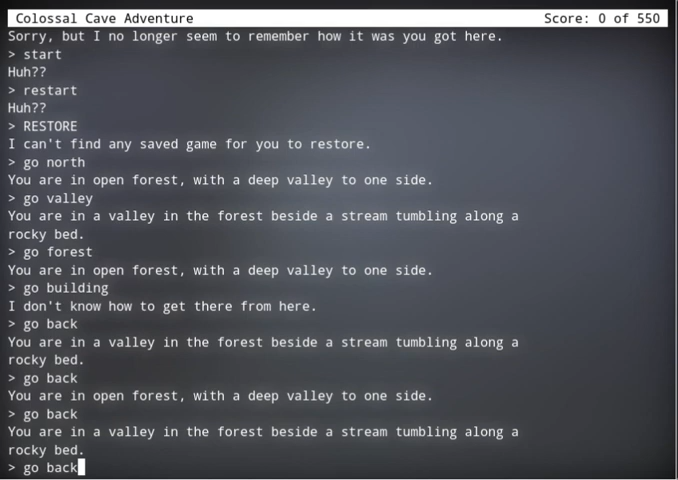 Colossal Cave Adventure Score: 0 of 550
Sorry, but I no longer seem to remember how it was you got here.
> start
Huh??
> restart
Huh??
> RESTORE
I can't find any saved game for you to restore.
> go north
You are in open forest, with a deep valley to one side.
> go valley
You are in a valley in the forest beside a stream tumbling along a
rocky bed.
> go forest
You are in open forest, with a deep valley to one side.
> go building
I don't know how to get there from here.
> go back
You are in a valley in the forest beside a stream tumbling along a
rocky bed.
> go back
You are in open forest, with a deep valley to one side.
> go back
You are in a valley in the forest beside a stream tumbling along a
rocky bed.
> go back